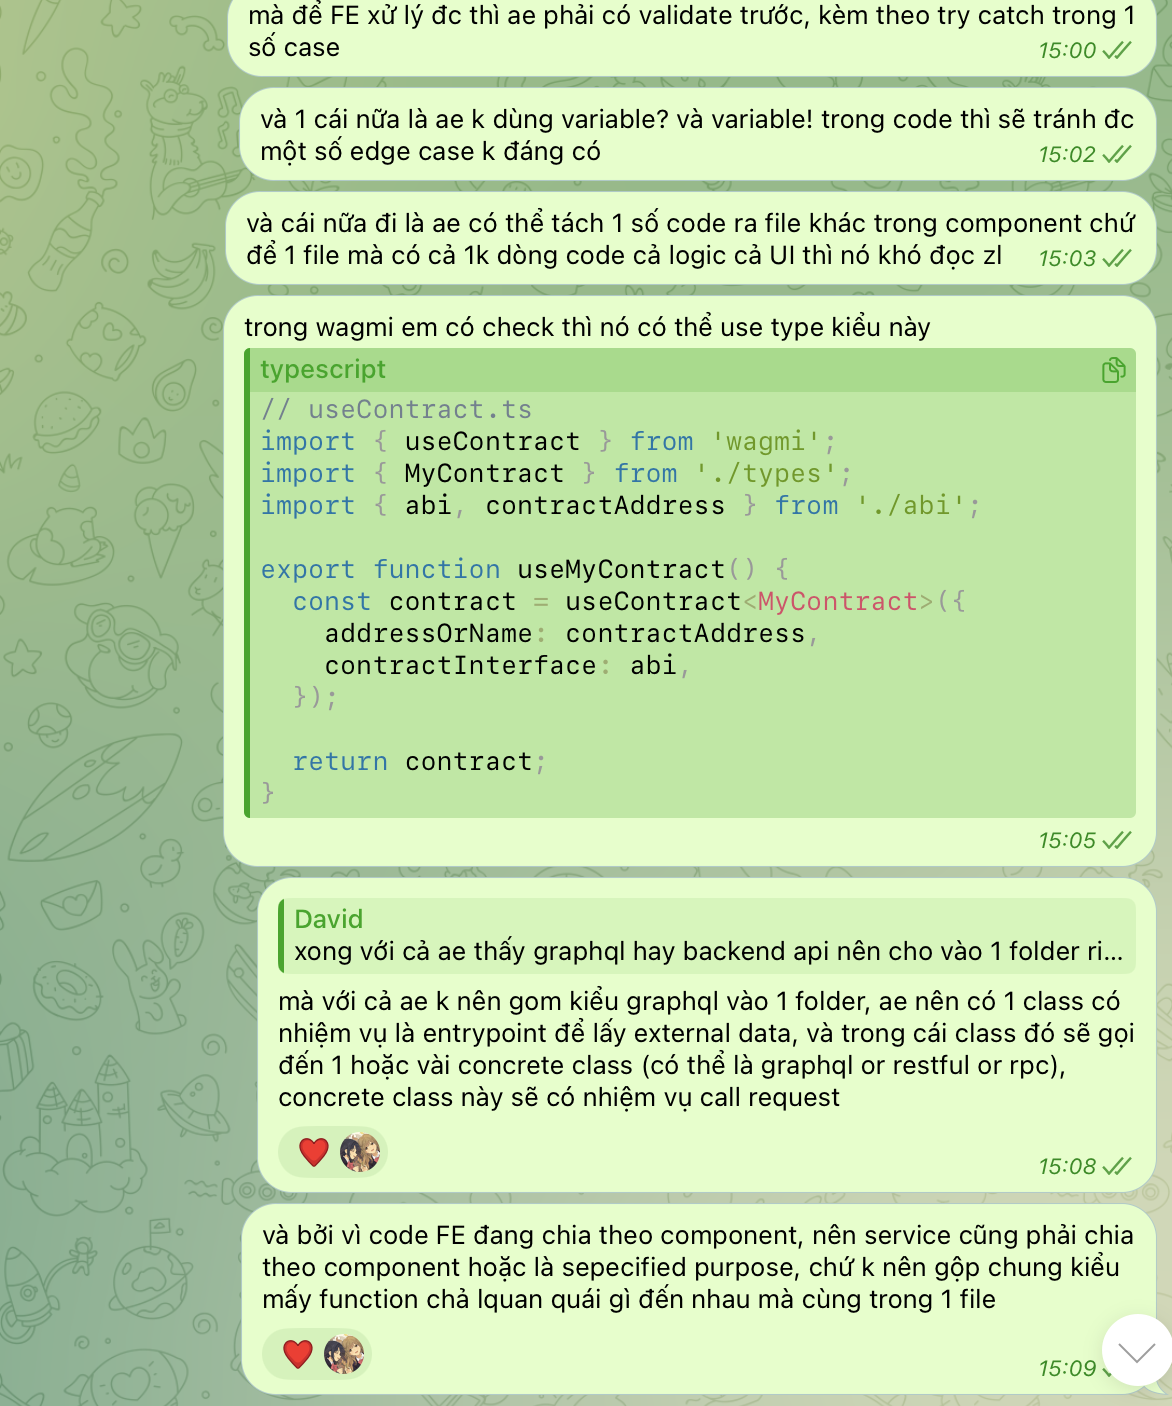 mà để FE xử lý đc thì ae phải có validate trước, kèm theo try catch trong 1
số case
15:00
và 1 cái nữa là ae k dùng variable? và variable! trong code thì sẽ tránh đc
một số edge case k đáng có
15:02
và cái nữa đi là ae có thể tách 1 số code ra file khác trong component chứ
để 1 file mà có cả 1k dòng code cả logic cả UI thì nó khó đọc zl
15:03
trong wagmi em có check thì nó có thể use type kiểu này
typescript
// useContract.ts
import { useContract } from 'wagmi';
import { MyContract } from './types';
import { abi, contractAddress } from './abi';
export function useMyContract() {
const contract = useContract<MyContract>({
addressOrName: contractAddress,
contractInterface: abi,
});
return contract;
}
15:05
David
xong với cả ae thấy graphql hay backend api nên cho vào 1 folder ri...
mà với cả ae k nên gom kiểu graphql vào 1 folder, ae nên có 1 class có
nhiệm vụ là entrypoint để lấy external data, và trong cái class đó sẽ gọi
đến 1 hoặc vài concrete class (có thể là graphql or restful or rpc),
concrete class này sẽ có nhiệm vụ call request
15:08
và bởi vì code FE đang chia theo component, nên service cũng phải chia
theo component hoặc là sepecified purpose, chứ k nên gộp chung kiểu
mấy function chả lquan quái gì đến nhau mà cùng trong 1 file
15:09